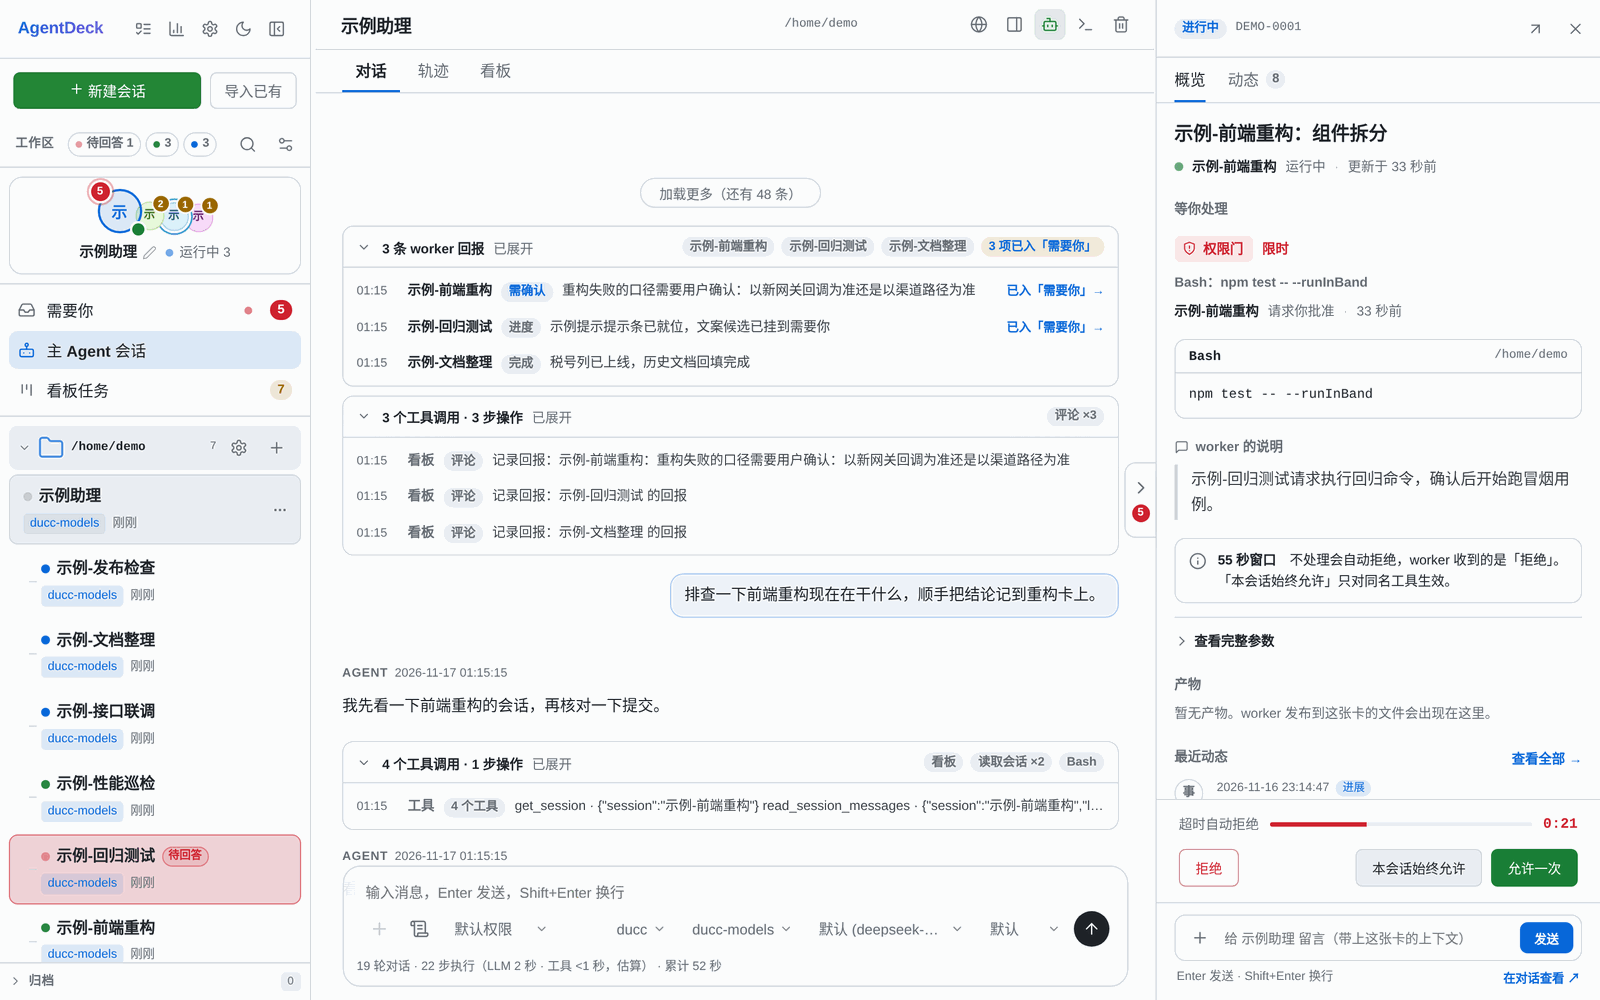 AgentDeck
+ 新建会话
导入已有
工作区
待回答 1
3
3
5
示
示 2
示 1
示 1
示例助理
运行中 3
需要你
5
主 Agent 会话
看板任务
7
/home/demo
7
示例助理
ducc-models 刚刚
示例-发布检查
ducc-models 刚刚
示例-文档整理
ducc-models 刚刚
示例-接口联调
ducc-models 刚刚
示例-性能巡检
ducc-models 刚刚
示例-回归测试 待回答
ducc-models 刚刚
示例-前端重构
ducc-models 刚刚
归档
0
示例助理
/home/demo
对话
轨迹
看板
加载更多（还有 48 条）
3 条 worker 回报 已展开
示例-前端重构 示例-回归测试 示例-文档整理 3 项已入「需要你」
01:15 示例-前端重构 需确认 重构失败的口径需要用户确认：以新网关回调为准还是以渠道路径为准 已入「需要你」→
01:15 示例-回归测试 进度 示例提示提示条已就位，文案候选已挂到需要你 已入「需要你」→
01:15 示例-文档整理 完成 税号列已上线，历史文档回填完成
3 个工具调用 · 3 步操作 已展开
评论 ×3
01:15 看板 评论 记录回报：示例-前端重构：重构失败的口径需要用户确认：以新网关回调为准还是以渠道路径为准
01:15 看板 评论 记录回报：示例-回归测试 的回报
01:15 看板 评论 记录回报：示例-文档整理 的回报
5
排查一下前端重构现在在干什么，顺手把结论记到重构卡上。
AGENT 2026-11-17 01:15:15
我先看一下前端重构的会话，再核对一下提交。
4 个工具调用 · 1 步操作 已展开
看板 读取会话 ×2 Bash
01:15 工具 4 个工具 get_session · {"session":"示例-前端重构"} read_session_messages · {"session":"示例-前端重构","l…
AGENT 2026-11-17 01:15:15
输入消息，Enter 发送，Shift+Enter 换行
默认权限
ducc
ducc-models
默认 (deepseek-…
默认
19 轮对话 · 22 步执行（LLM 2 秒 · 工具 <1 秒，估算） · 累计 52 秒
进行中 DEMO-0001
概览
动态 8
示例-前端重构：组件拆分
示例-前端重构 运行中 · 更新于 33 秒前
等你处理
权限门 限时
Bash：npm test -- --runInBand
示例-前端重构 请求你批准 · 33 秒前
Bash
/home/demo
npm test -- --runInBand
worker 的说明
示例-回归测试请求执行回归命令，确认后开始跑冒烟用
例。
55 秒窗口 不处理会自动拒绝，worker 收到的是「拒绝」。
「本会话始终允许」只对同名工具生效。
查看完整参数
产物
暂无产物。worker 发布到这张卡的文件会出现在这里。
最近动态
查看全部 →
事 2026-11-16 23:14:47 进展
超时自动拒绝
0:21
拒绝
本会话始终允许
允许一次
+ 给 示例助理 留言（带上这张卡的上下文）
发送
Enter 发送 · Shift+Enter 换行
在对话查看 ↗